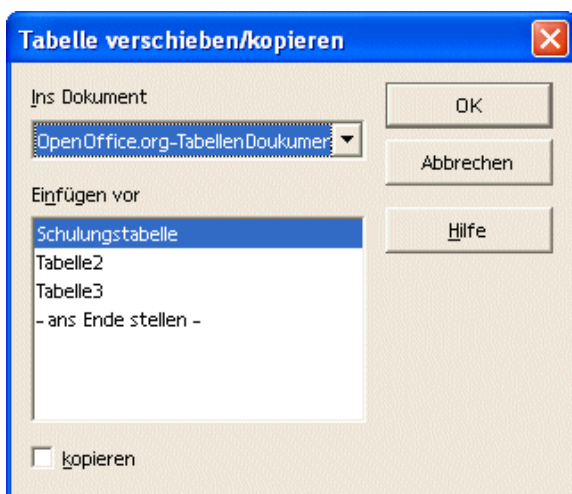 Tabelle verschieben/kopieren
Ins Dokument
OpenOffice.org-TabellenDoukumer
Einfügen vor
Schulungstabelle
Tabelle2
Tabelle3
- ans Ende stellen -
kopieren
OK
Abbrechen
Hilfe